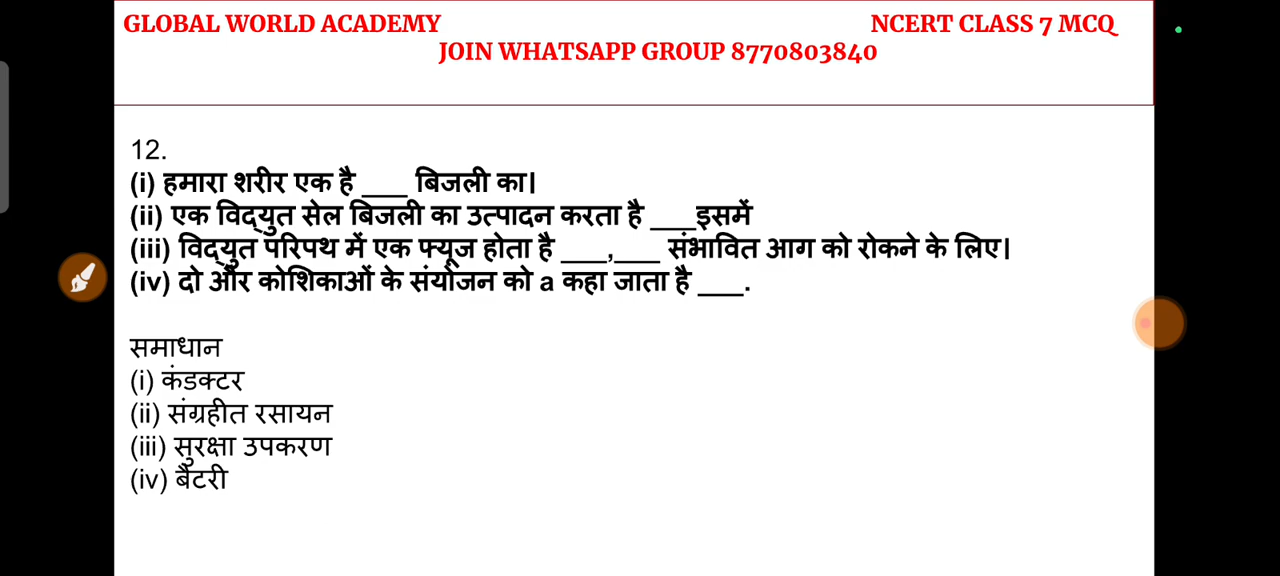 GLOBAL WORLD ACADEMY NCERT CLASS 7 MCQ
JOIN WHATSAPP GROUP 8770803840
12.
(i) हमारा शरीर एक है ___ बिजली का।
(ii) एक विद्युत सेल बिजली का उत्पादन करता है ___इसमें
(iii) विद्युत परिपथ में एक फ्यूज होता है ___,___ संभावित आग को रोकने के लिए।
(iv) दो और कोशिकाओं के संयोजन को a कहा जाता है ___.
समाधान
(i) कंडक्टर
(ii) संग्रहीत रसायन
(iii) सुरक्षा उपकरण
(iv) बैटरी